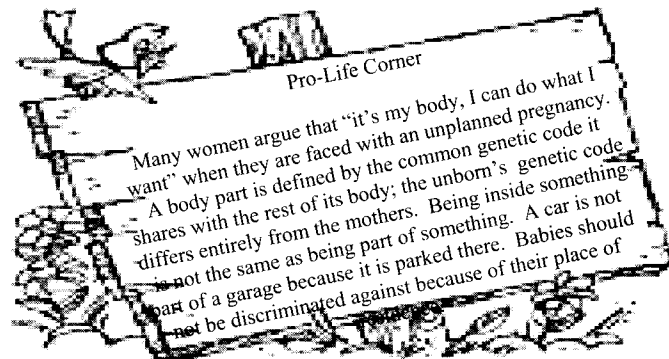 Pro-Life Corner
Many women argue that “it’s my body, I can do what I
want” when they are faced with an unplanned pregnancy.
A body part is defined by the common genetic code it
shares with the rest of its body; the unborn’s genetic code
differs entirely from the mothers. Being inside something
is not the same as being part of something. A car is not
part of a garage because it is parked there. Babies should
not be discriminated against because of their place of